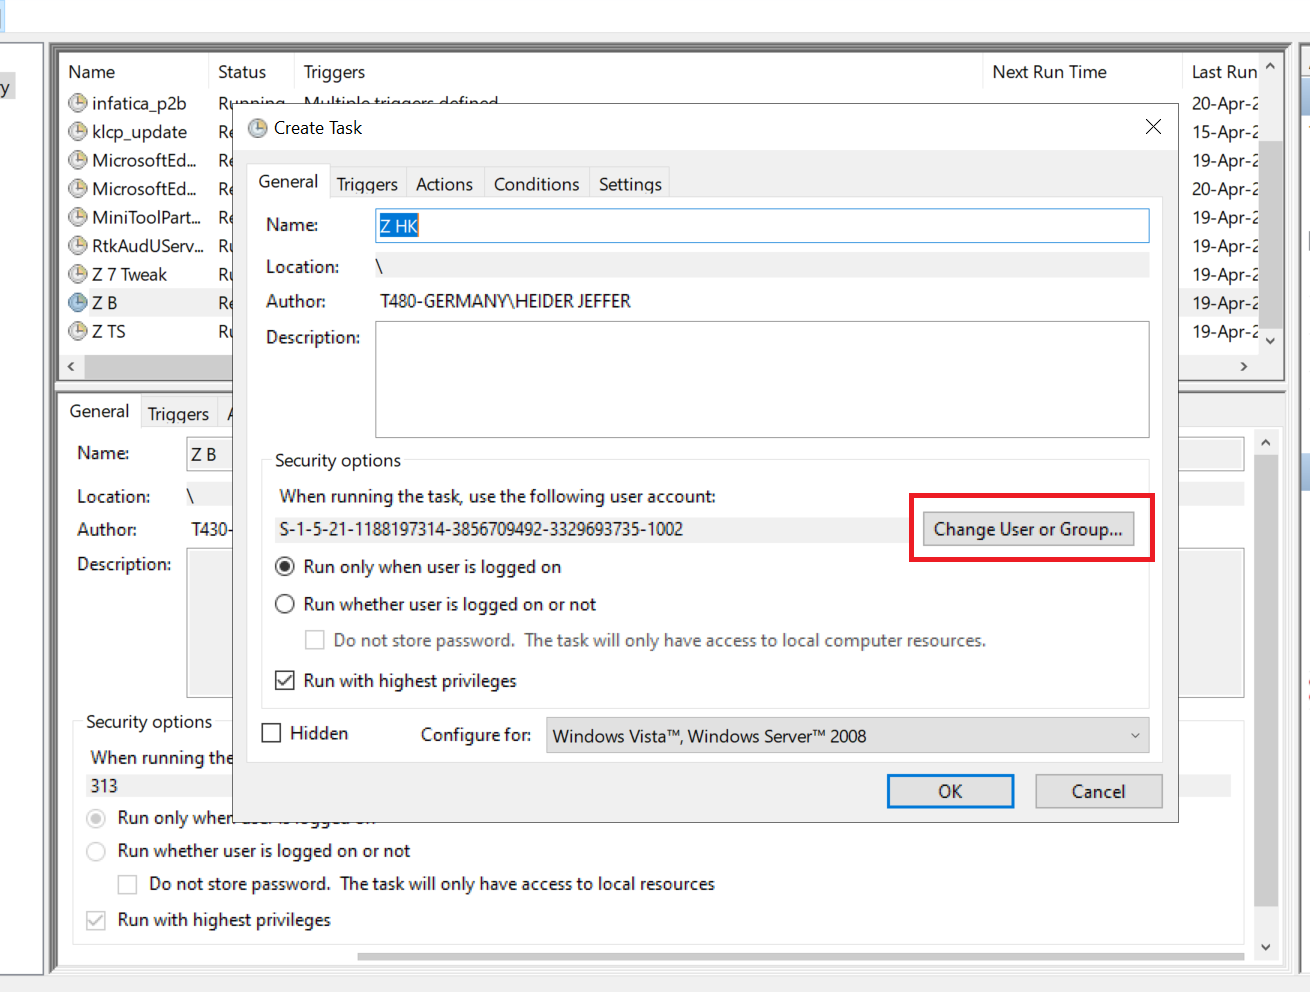 y
Name Status Triggers Next Run Time Last Run
infatica_p2b Running Multiple triggers defined 20-Apr-2
klcp_update Re 15-Apr-2
MicrosoftEd... Re 19-Apr-2
MicrosoftEd... Re 20-Apr-2
MiniToolPart... Re 19-Apr-2
RtkAudUServ... Ru 19-Apr-2
Z 7 Tweak Ru 19-Apr-2
Z B Re 19-Apr-2
Z TS Ru 19-Apr-2
Create Task
General Triggers Actions Conditions Settings
Name: Z HK
Location: \
Author: T480-GERMANY\HEIDER JEFFER
Description:
Security options
When running the task, use the following user account:
S-1-5-21-1188197314-3856709492-3329693735-1002 Change User or Group...
Run only when user is logged on
Run whether user is logged on or not
Do not store password. The task will only have access to local computer resources.
Run with highest privileges
Hidden Configure for: Windows Vista™, Windows Server™ 2008
OK Cancel
General Triggers A
Name: Z B
Location: \
Author: T430-
Description:
Security options
When running the
313
Run only when user is logged on
Run whether user is logged on or not
Do not store password. The task will only have access to local resources
Run with highest privileges